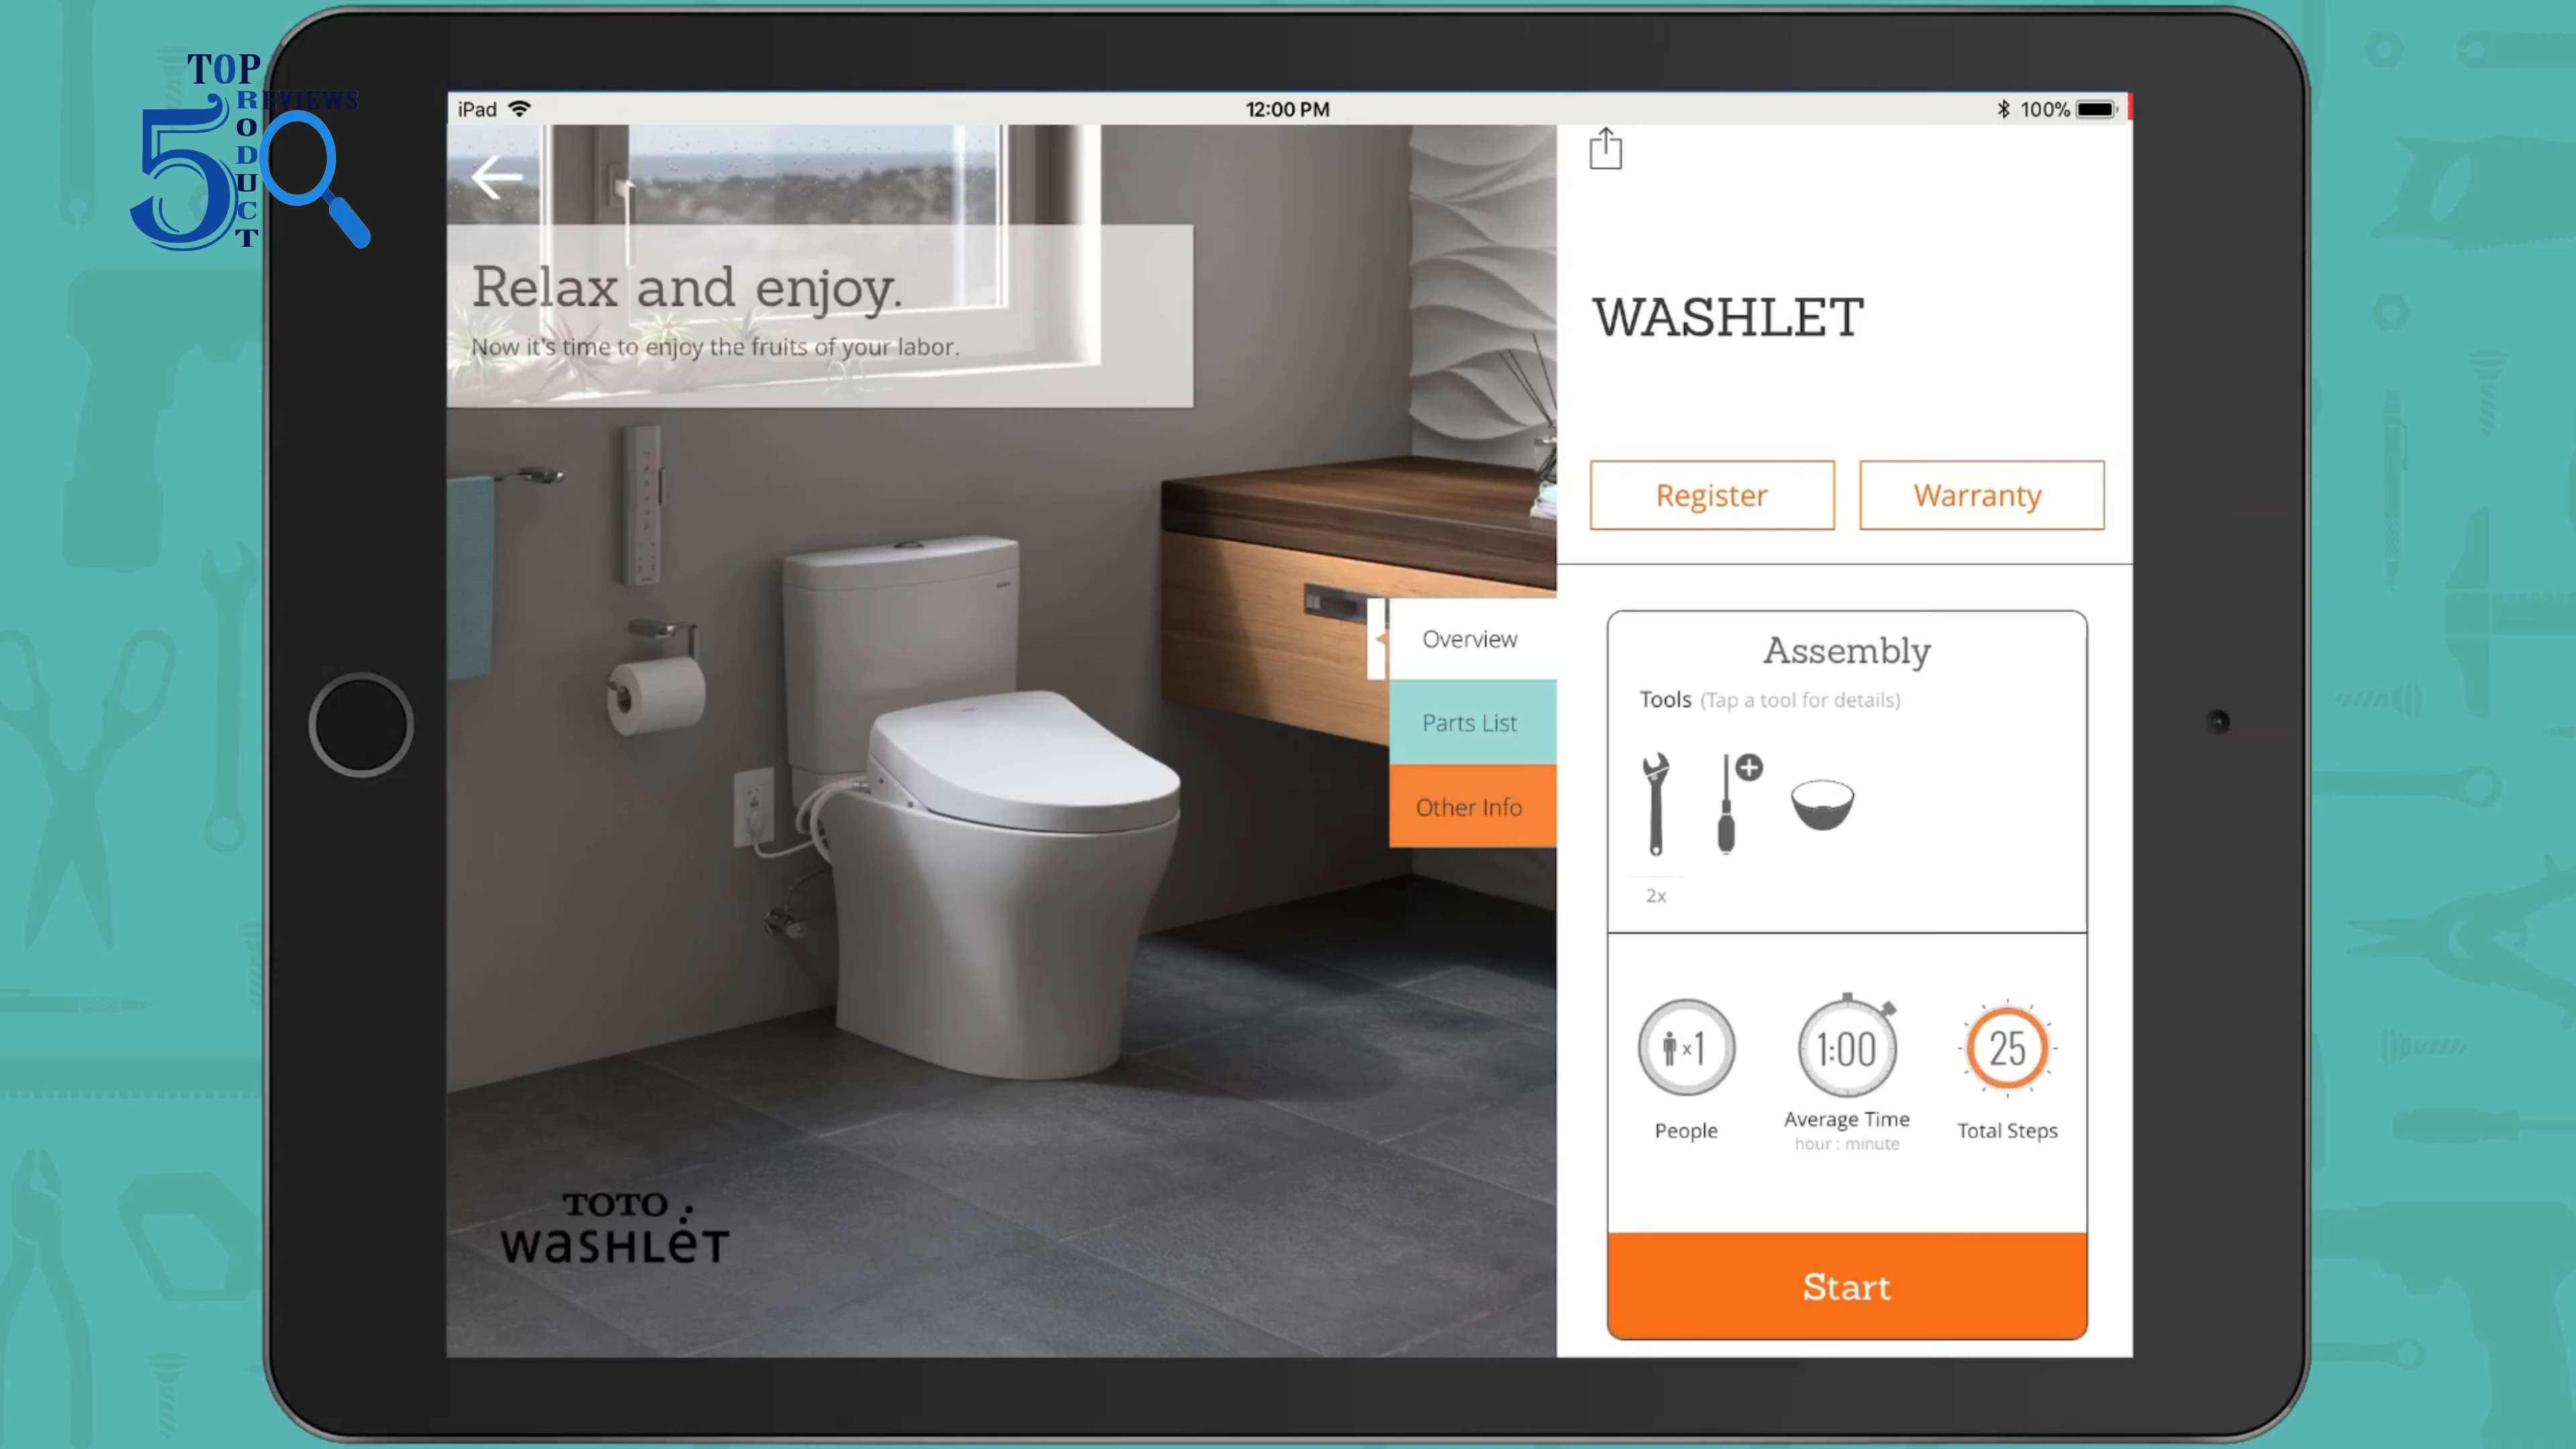 TOP
5
PRODUCT
REVIEWS
iPad
12:00 PM
100%
Relax and enjoy.
Now it's time to enjoy the fruits of your labor.
WASHLET
Register
Warranty
Overview
Parts List
Other Info
Assembly
Tools (Tap a tool for details)
2x
x1
1:00
25
People
Average Time
hour : minute
Total Steps
TOTO
WASHLET
Start